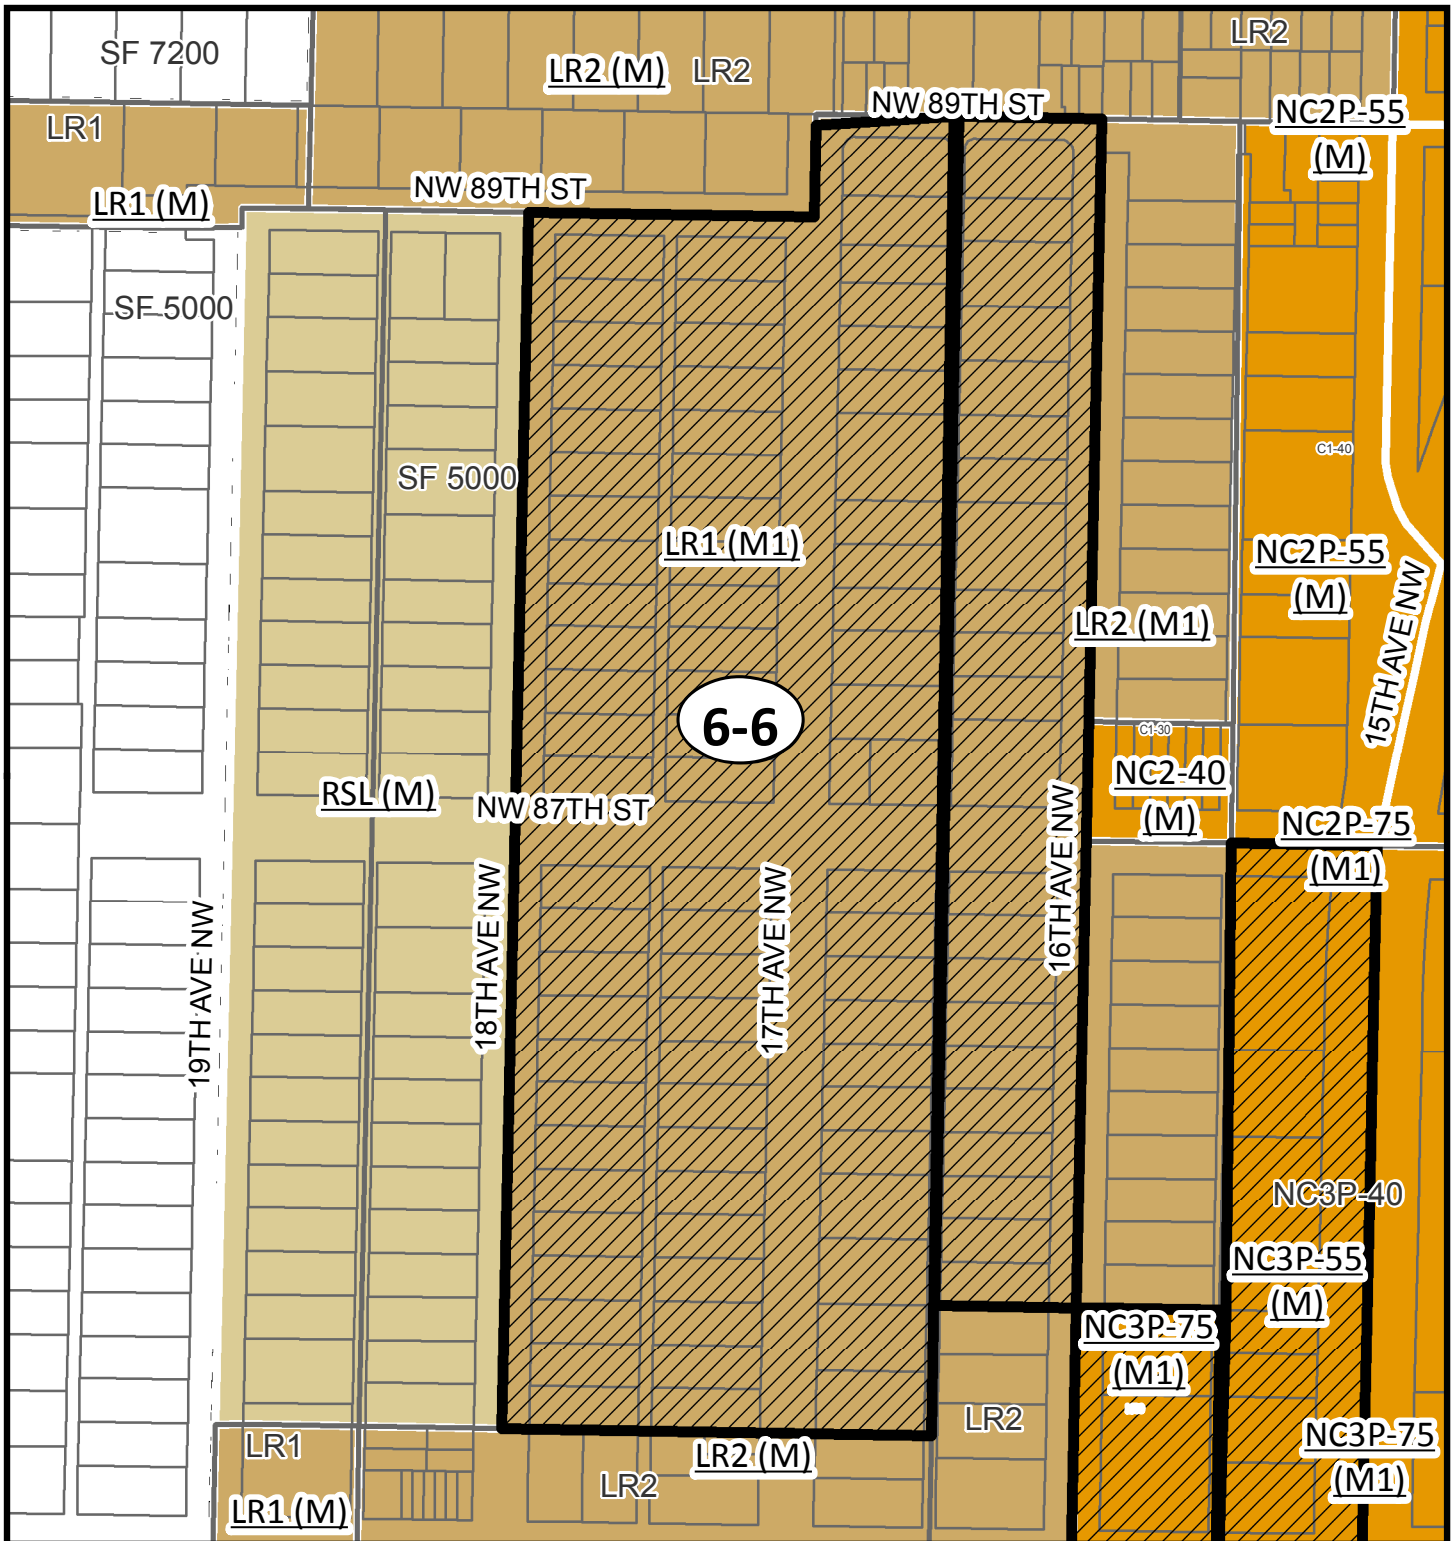 SF 7200
LR2 (M)
LR2
LR2
NW 89TH ST
NC2P-55
(M)
LR1
NW 89TH ST
LR1 (M)
SF 5000
C1-40
SF 5000
LR1 (M1)
NC2P-55
(M)
LR2 (M1)
15TH AVE NW
6-6
C1-30
NC2-40
(M)
RSL (M)
NW 87TH ST
NC2P-75
(M1)
16TH AVE NW
17TH AVE NW
18TH AVE NW
19TH AVE NW
NC3P-40
NC3P-55
(M)
NC3P-75
(M1)
LR2
LR1
LR2 (M)
NC3P-75
(M1)
LR2
LR1 (M)